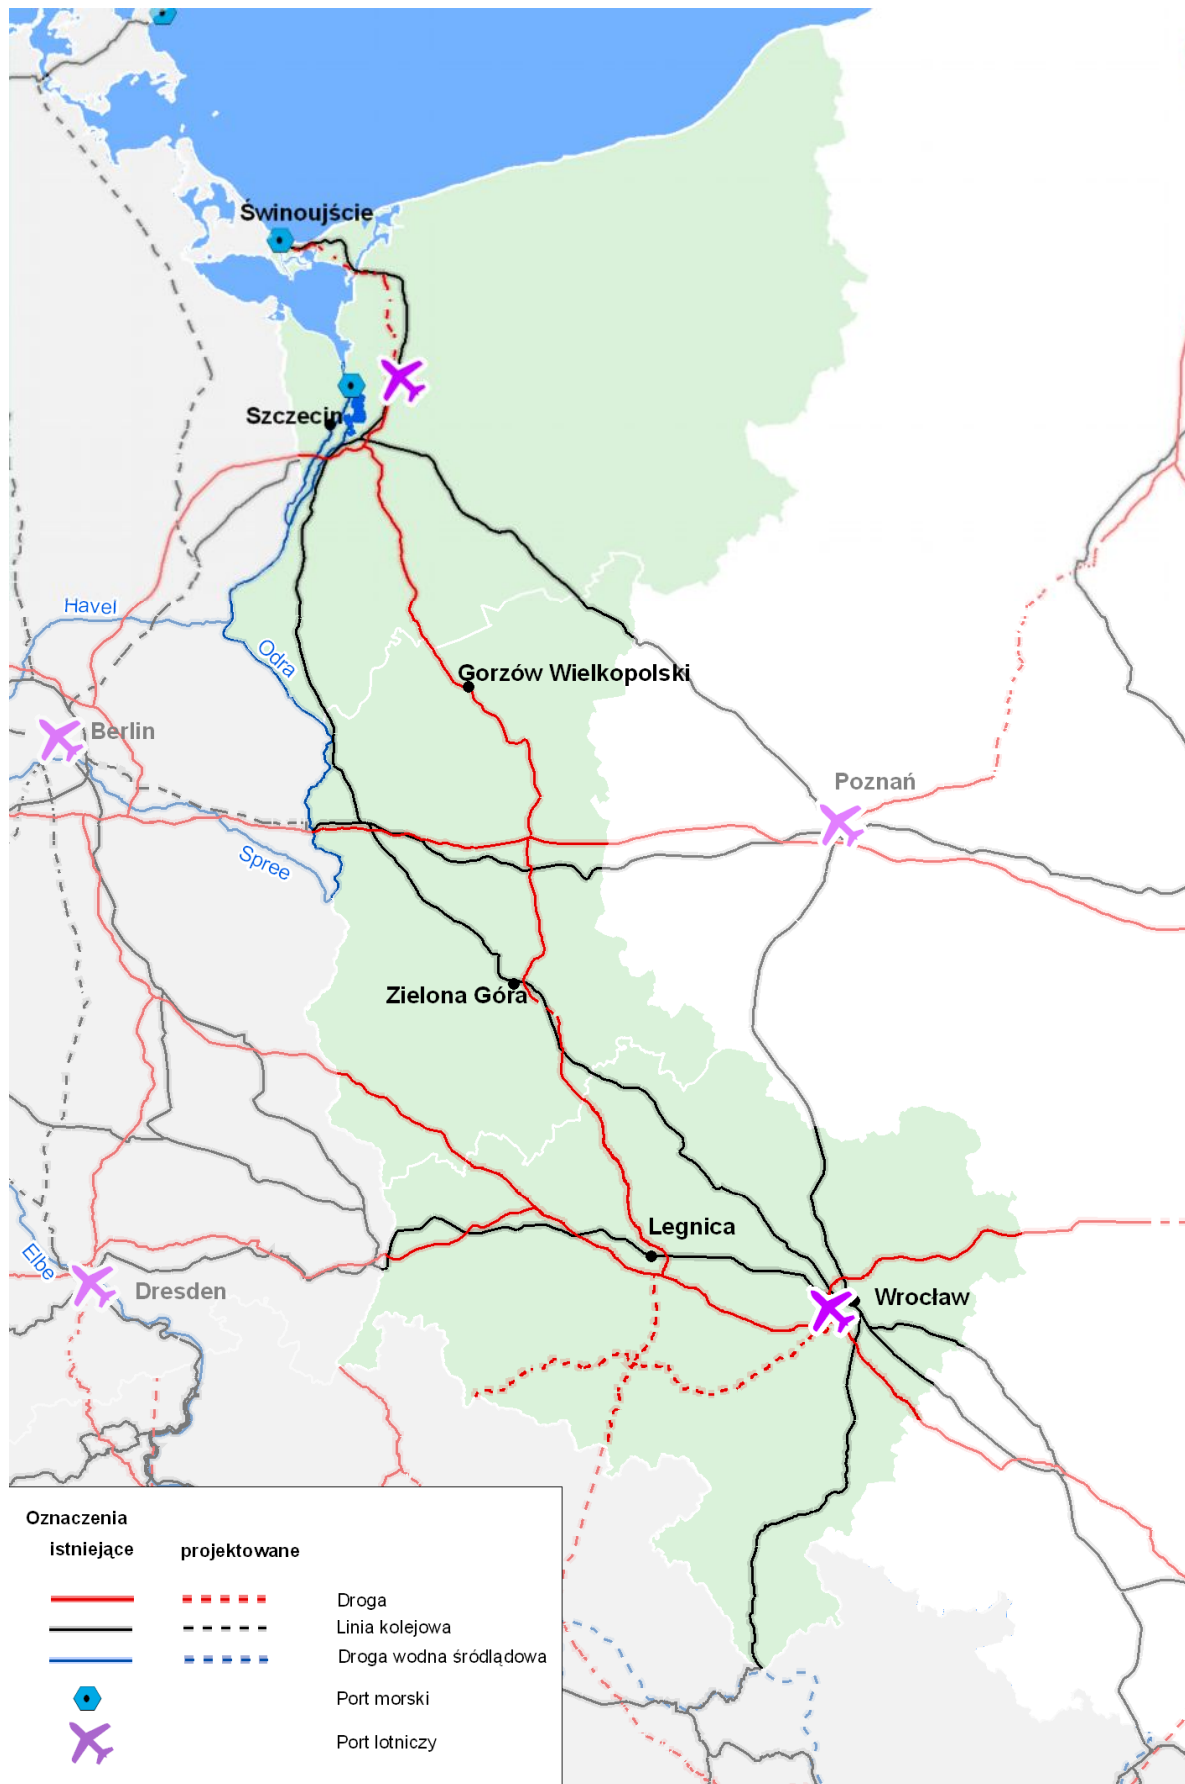 Świnoujście
Szczecin
Havel
Odra
Gorzów Wielkopolski
Berlin
Poznań
Spree
Zielona Góra
Legnica
Elbe
Dresden
Wrocław
Oznaczenia
istniejące projektowane
Droga
Linia kolejowa
Droga wodna śródlądowa
Port morski
Port lotniczy